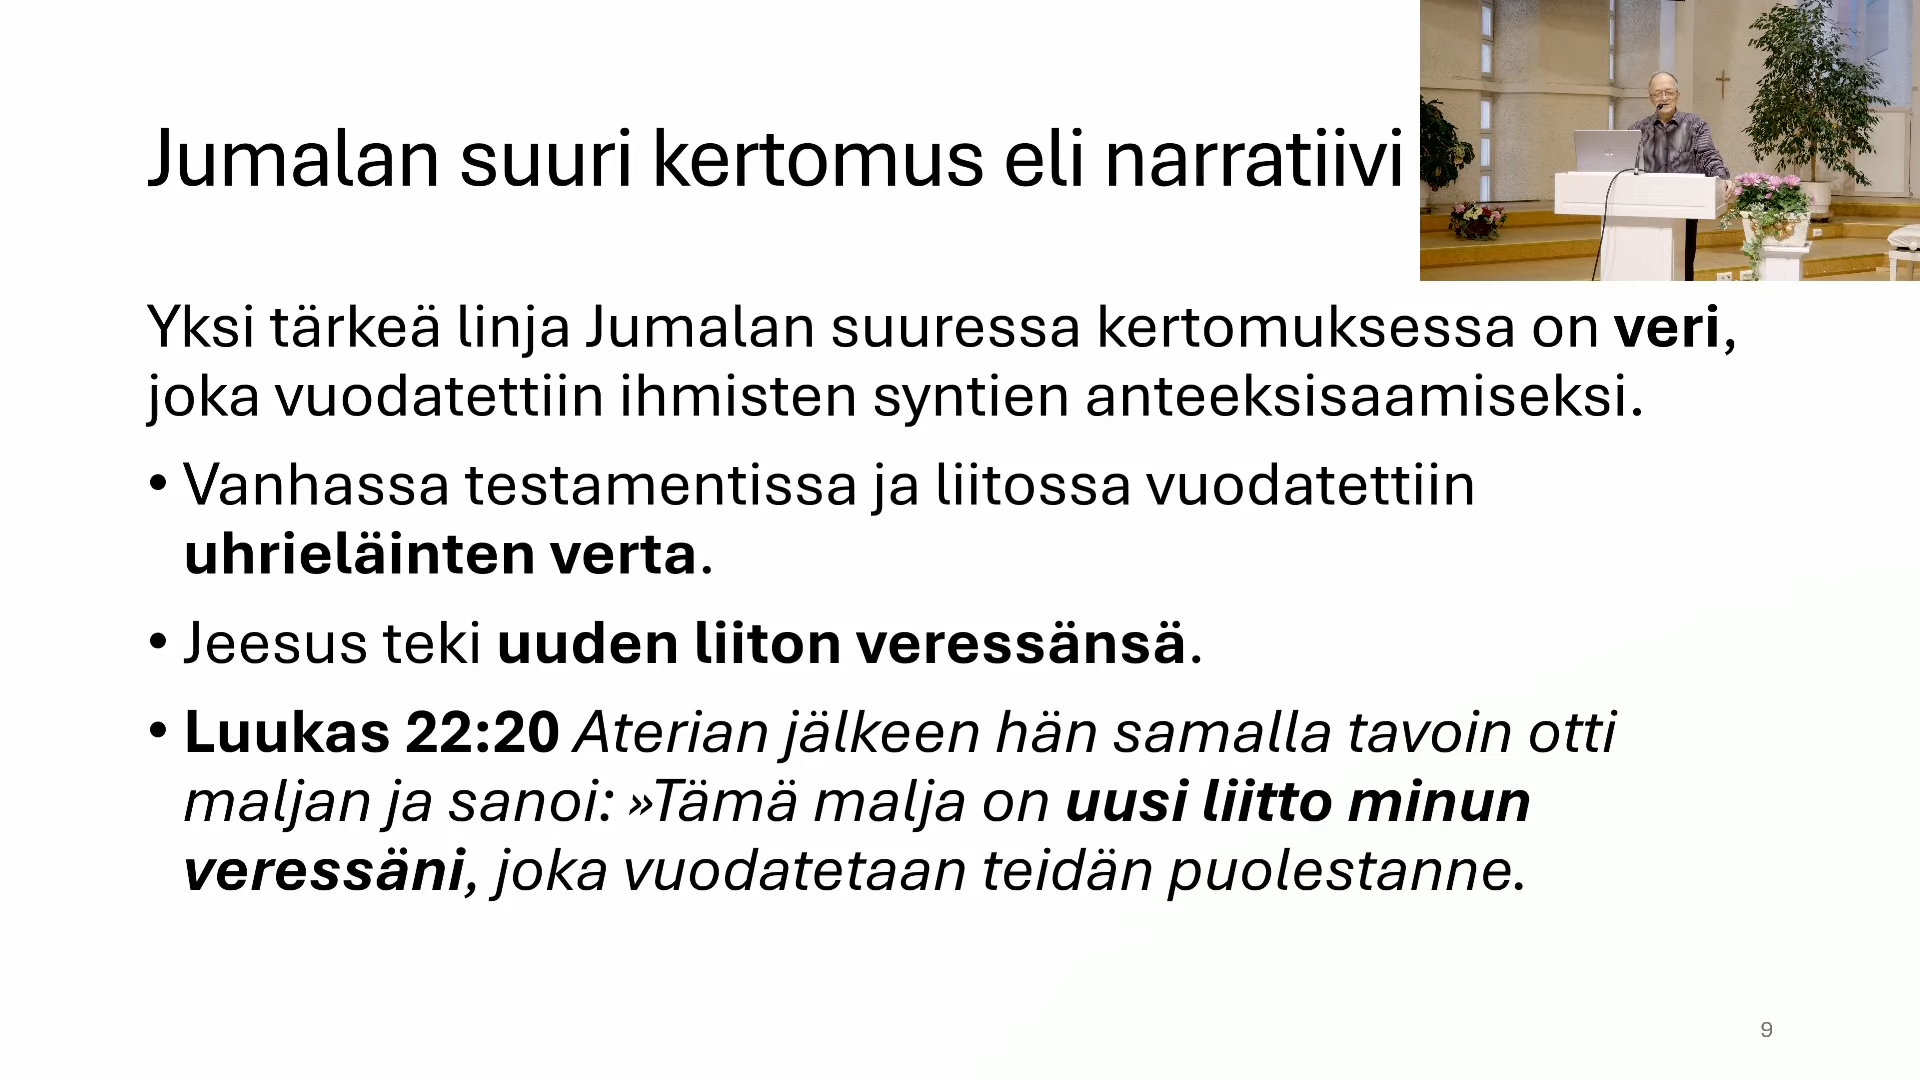 Jumalan suuri kertomus eli narratiivi
Yksi tärkeä linja Jumalan suuressa kertomuksessa on veri,
joka vuodatettiin ihmisten syntien anteeksisaamiseksi.
• Vanhassa testamentissa ja liitossa vuodatettiin
uhrieläinten verta.
• Jeesus teki uuden liiton veressänsä.
• Luukas 22:20 Aterian jälkeen hän samalla tavoin otti
maljan ja sanoi: »Tämä malja on uusi liitto minun
veressäni, joka vuodatetaan teidän puolestanne.
9